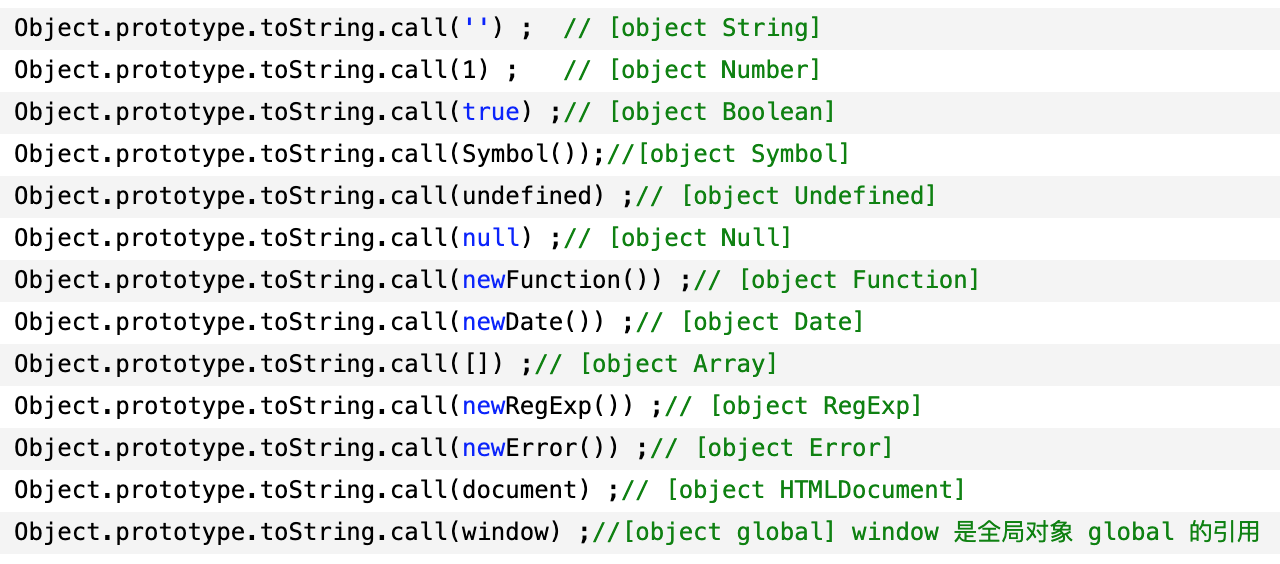 Object.prototype.toString.call('') ;  // [object String]
Object.prototype.toString.call(1) ;   // [object Number]
Object.prototype.toString.call(true) ;// [object Boolean]
Object.prototype.toString.call(Symbol());//[object Symbol]
Object.prototype.toString.call(undefined) ;// [object Undefined]
Object.prototype.toString.call(null) ;// [object Null]
Object.prototype.toString.call(newFunction()) ;// [object Function]
Object.prototype.toString.call(newDate()) ;// [object Date]
Object.prototype.toString.call([]) ;// [object Array]
Object.prototype.toString.call(newRegExp()) ;// [object RegExp]
Object.prototype.toString.call(newError()) ;// [object Error]
Object.prototype.toString.call(document) ;// [object HTMLDocument]
Object.prototype.toString.call(window) ;//[object global] window 是全局对象 global 的引用